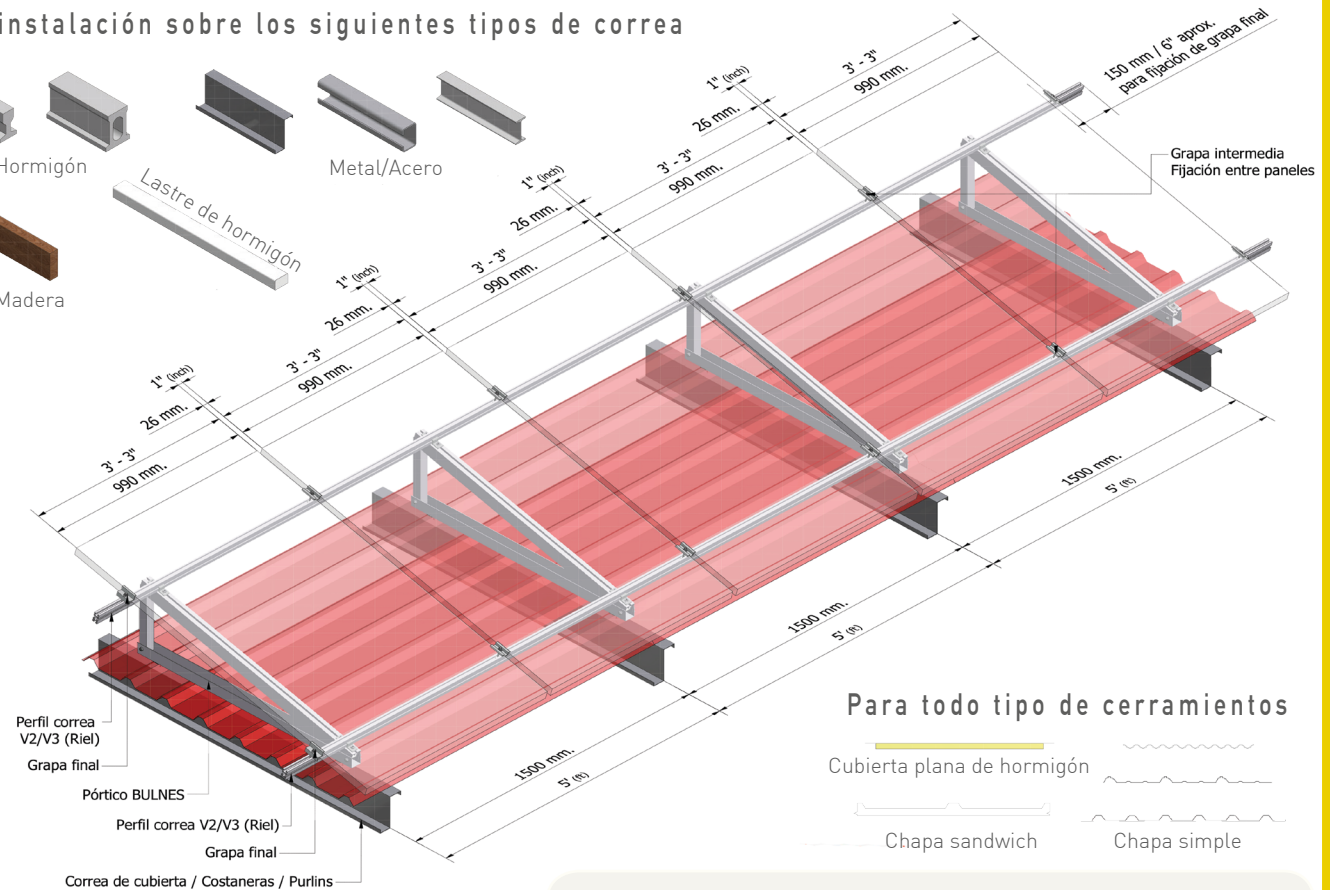 instalación sobre los siguientes tipos de correa
Hormigón
Metal/Acero
Lastre de hormigón
Madera
150 mm / 6" aprox.
para fijación de grapa final
Grapa intermedia
Fijación entre paneles
3' - 3"
990 mm.
1" (inch)
26 mm.
3' - 3"
990 mm.
1" (inch)
26 mm.
3' - 3"
990 mm.
1" (inch)
26 mm.
3' - 3"
990 mm.
1" (inch)
26 mm.
3' - 3"
990 mm.
1500 mm.
5' (ft)
1500 mm.
5' (ft)
1500 mm.
5' (ft)
Perfil correa
V2/V3 (Riel)
Grapa final
Pórtico BULNES
Perfil correa V2/V3 (Riel)
Grapa final
Correa de cubierta / Costaneras / Purlins
Para todo tipo de cerramientos
Cubierta plana de hormigón
Chapa sandwich
Chapa simple